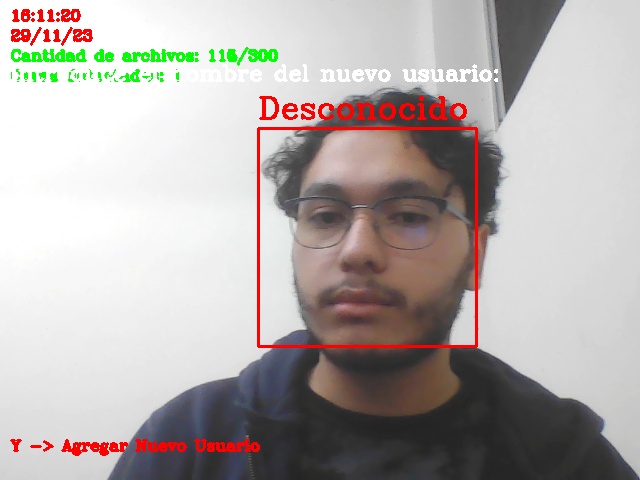 16:11:20
29/11/23
Cantidad de archivos: 115/300
nombre del nuevo usuario:
Desconocido
Y -> Agregar Nuevo Usuario